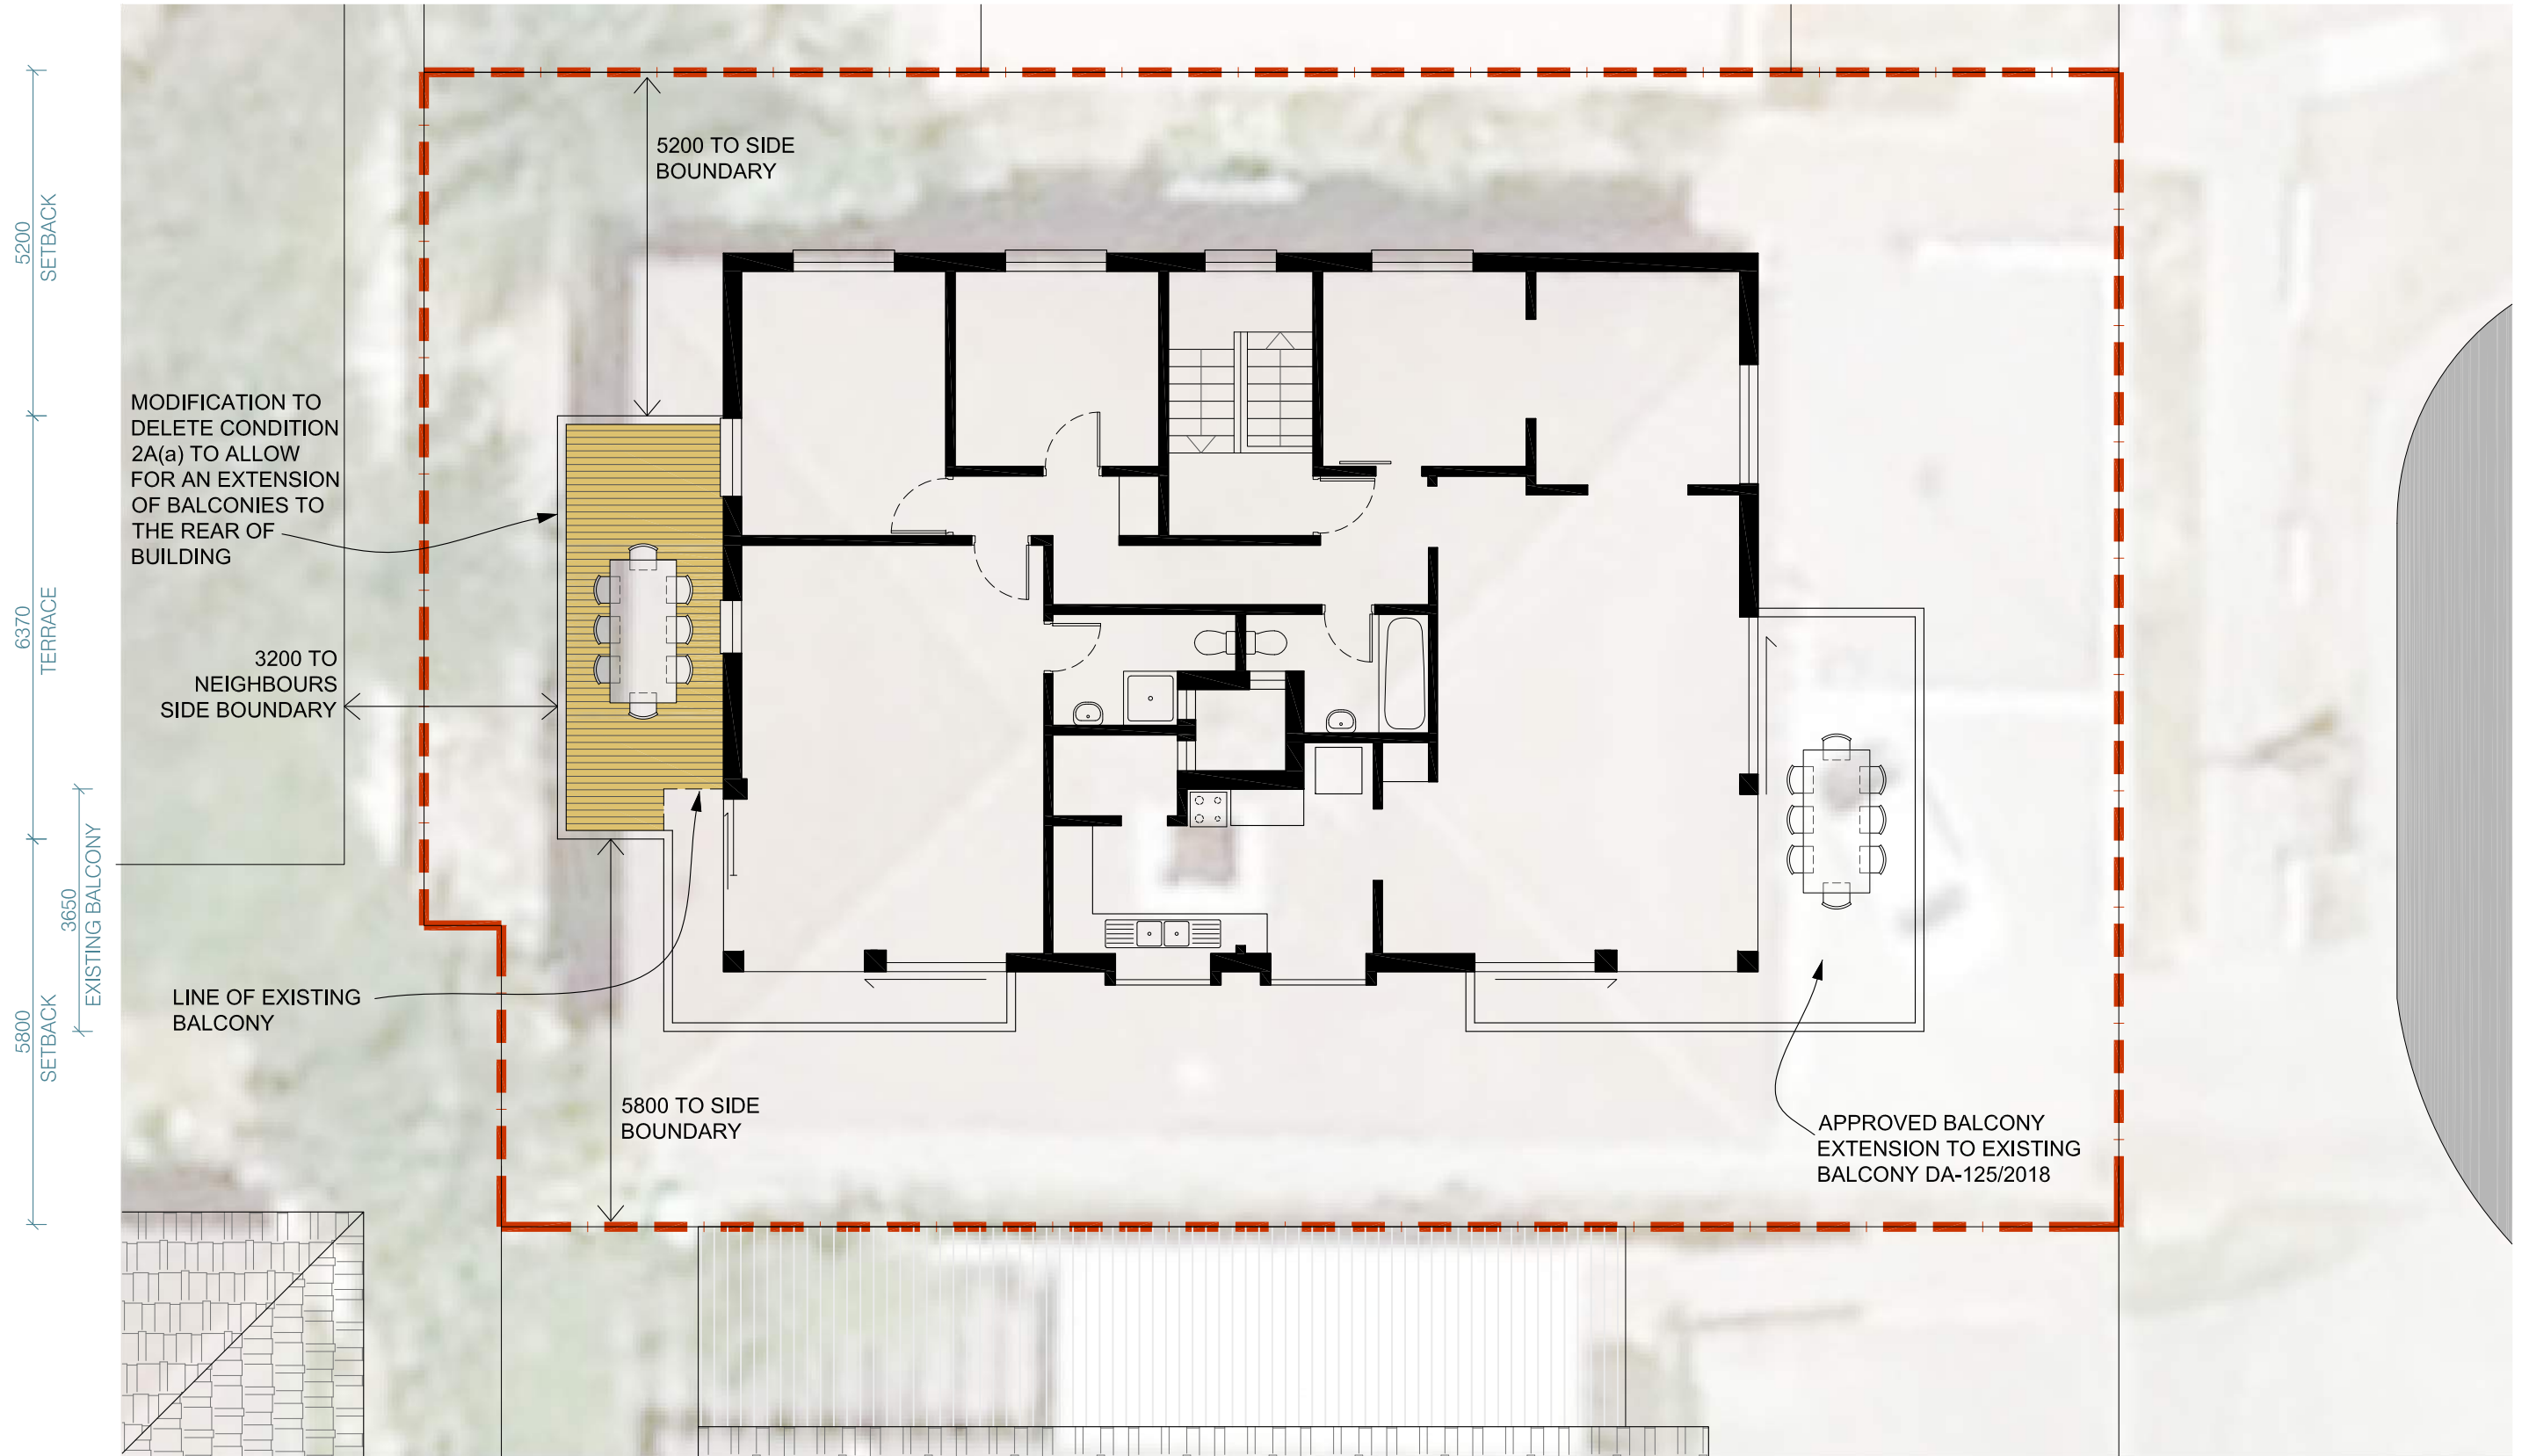 5200 TO SIDE
BOUNDARY
5200
SETBACK
MODIFICATION TO
DELETE CONDITION
2A(a) TO ALLOW
FOR AN EXTENSION
OF BALCONIES TO
THE REAR OF
BUILDING
6370
TERRACE
3200 TO
NEIGHBOURS
SIDE BOUNDARY
3650
EXISTING BALCONY
LINE OF EXISTING
BALCONY
5800
SETBACK
5800 TO SIDE
BOUNDARY
APPROVED BALCONY
EXTENSION TO EXISTING
BALCONY DA-125/2018